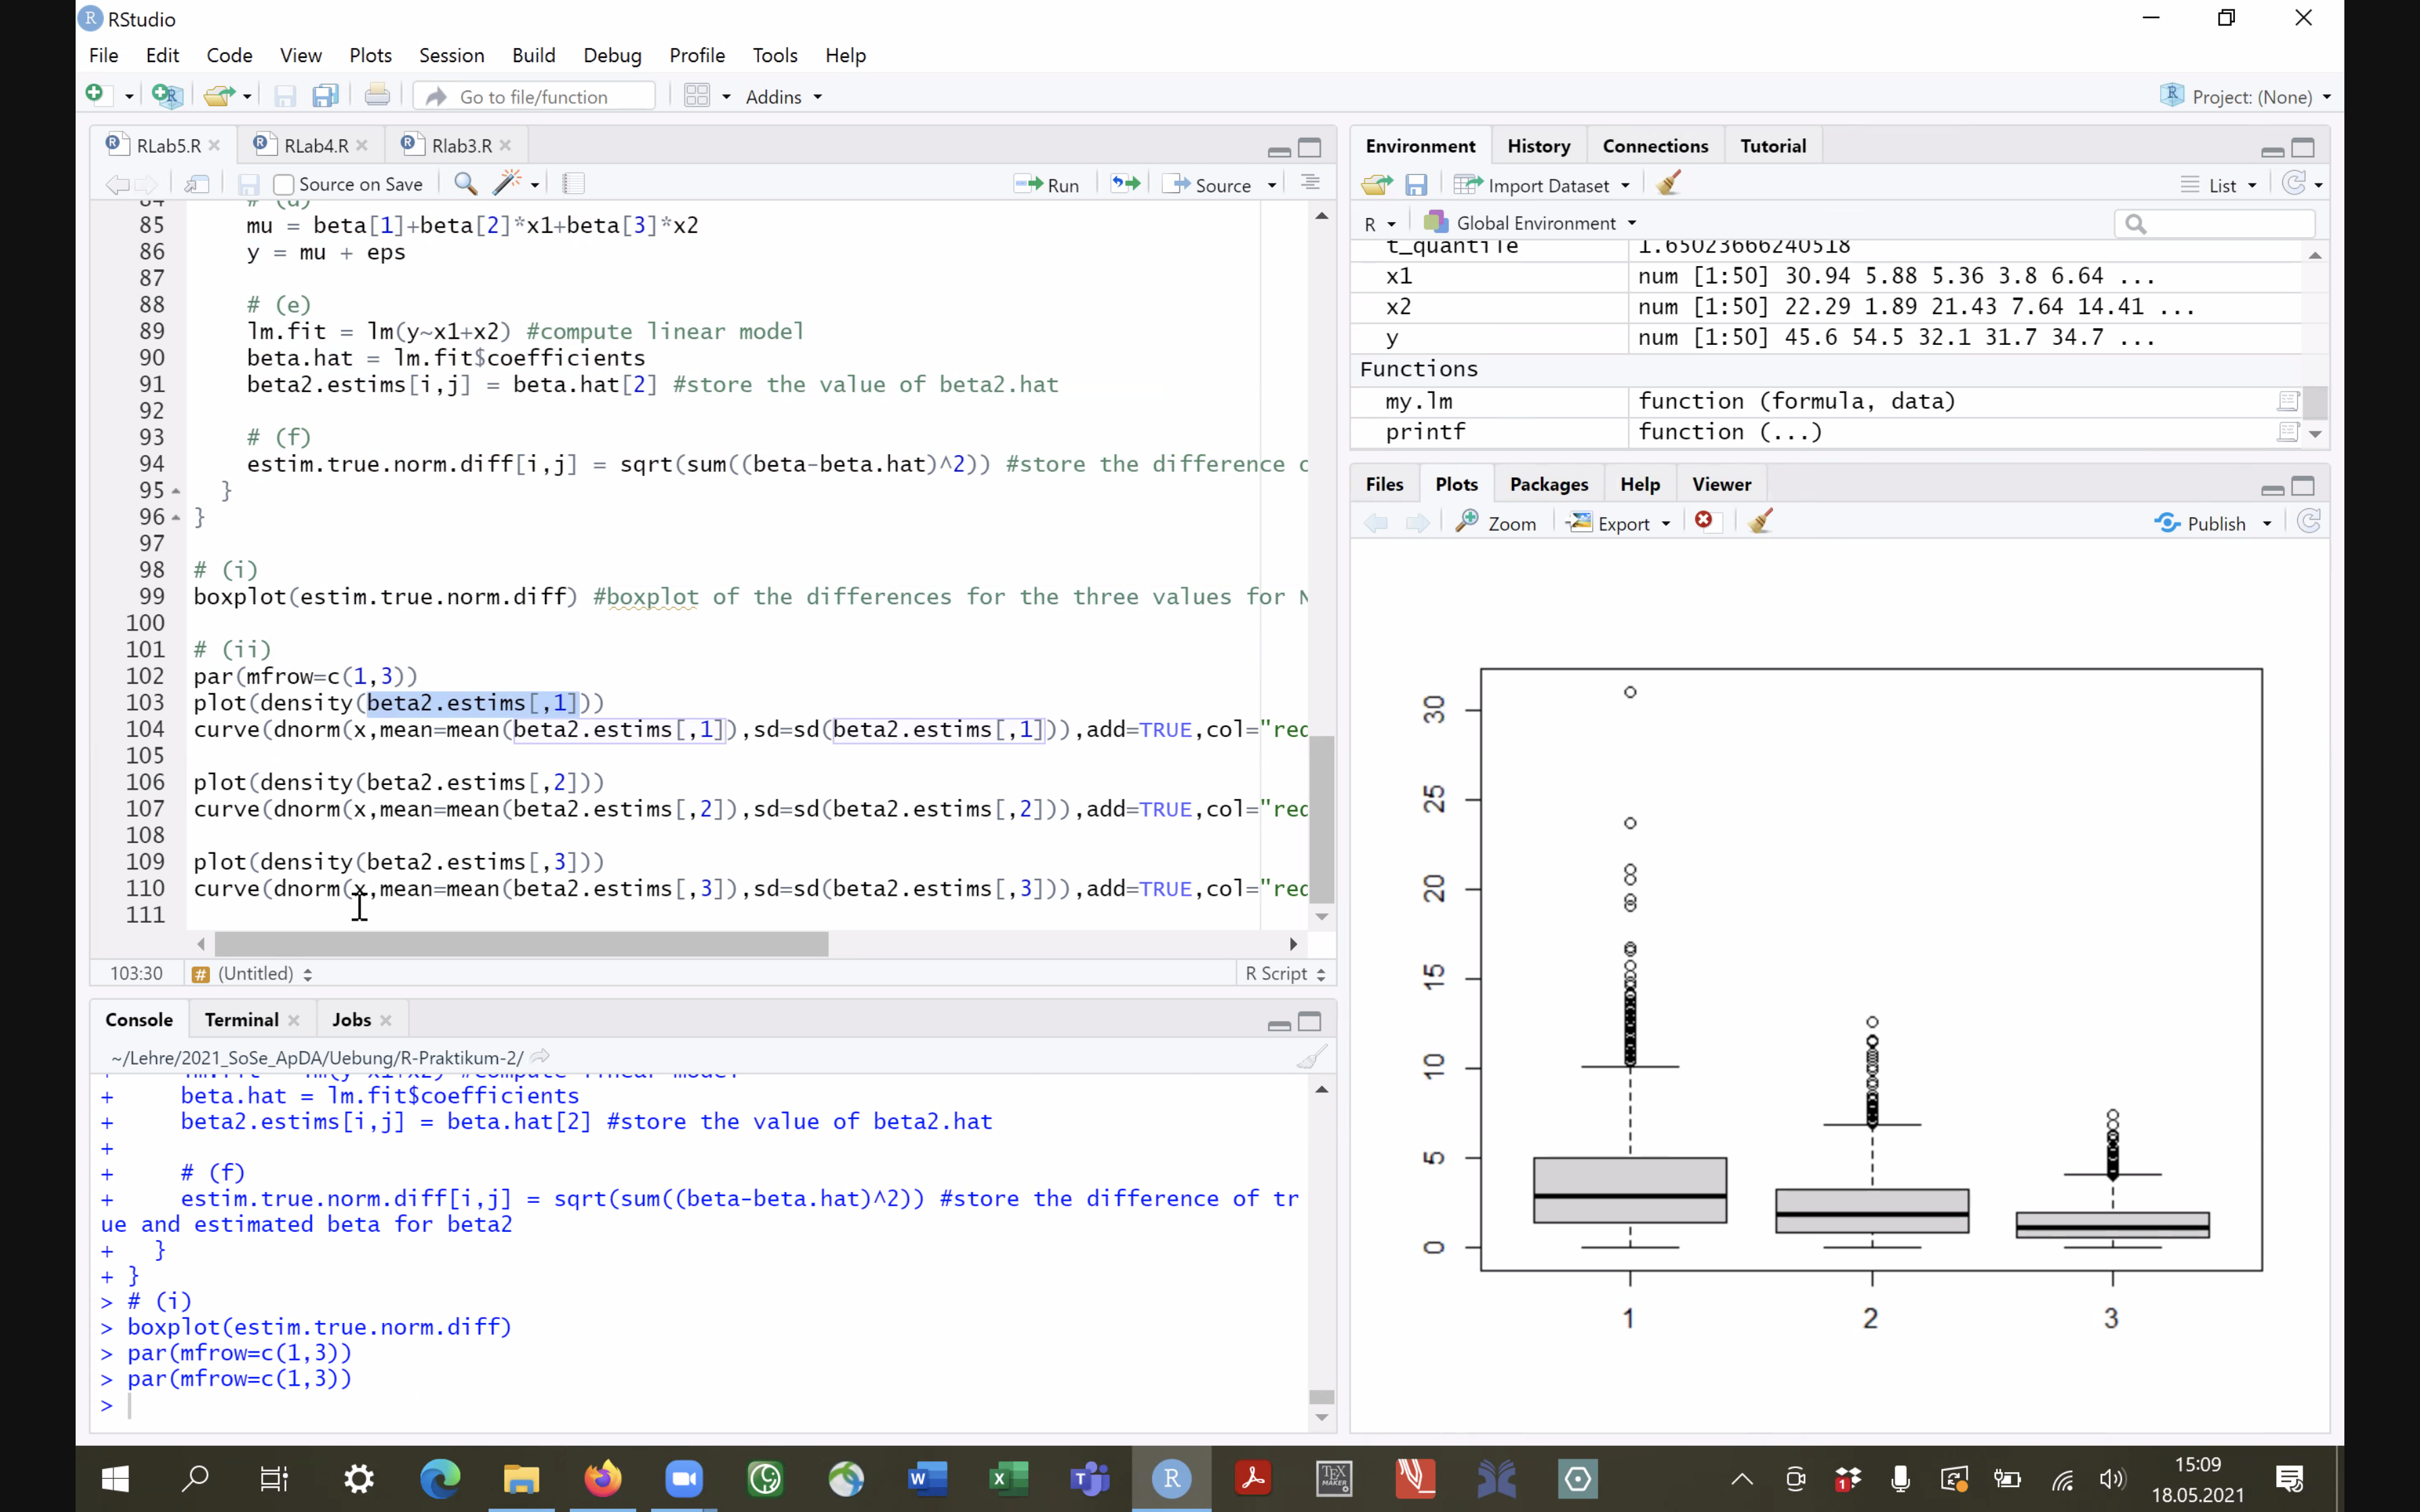 RStudio
File Edit Code View Plots Session Build Debug Profile Tools Help
Go to file/function Addins Project: (None)
RLab5.R RLab4.R Rlab3.R
Source on Save Run Source
84 # (d)
85 mu = beta[1]+beta[2]*x1+beta[3]*x2
86 y = mu + eps
87
88 # (e)
89 lm.fit = lm(y~x1+x2) #compute linear model
90 beta.hat = lm.fit$coefficients
91 beta2.estims[i,j] = beta.hat[2] #store the value of beta2.hat
92
93 # (f)
94 estim.true.norm.diff[i,j] = sqrt(sum((beta-beta.hat)^2)) #store the difference
95 }
96 }
97
98 # (i)
99 boxplot(estim.true.norm.diff) #boxplot of the differences for the three values for
100
101 # (ii)
102 par(mfrow=c(1,3))
103 plot(density(beta2.estims[,1]))
104 curve(dnorm(x,mean=mean(beta2.estims[,1]),sd=sd(beta2.estims[,1])),add=TRUE,col="red
105
106 plot(density(beta2.estims[,2]))
107 curve(dnorm(x,mean=mean(beta2.estims[,2]),sd=sd(beta2.estims[,2])),add=TRUE,col="red
108
109 plot(density(beta2.estims[,3]))
110 curve(dnorm(x,mean=mean(beta2.estims[,3]),sd=sd(beta2.estims[,3])),add=TRUE,col="red
111
103:30 # (Untitled) R Script
Console Terminal Jobs
~/Lehre/2021_SoSe_ApDA/Uebung/R-Praktikum-2/
+ lm.fit = lm(y~x1+x2) #compute linear model
+ beta.hat = lm.fit$coefficients
+ beta2.estims[i,j] = beta.hat[2] #store the value of beta2.hat
+
+ # (f)
+ estim.true.norm.diff[i,j] = sqrt(sum((beta-beta.hat)^2)) #store the difference of tr
ue and estimated beta for beta2
+ }
+ }
> # (i)
> boxplot(estim.true.norm.diff)
> par(mfrow=c(1,3))
> par(mfrow=c(1,3))
>
Environment History Connections Tutorial
Import Dataset List
R Global Environment
t_quantile 1.65023666240518
x1 num [1:50] 30.94 5.88 5.36 3.8 6.64 ...
x2 num [1:50] 22.29 1.89 21.43 7.64 14.41 ...
y num [1:50] 45.6 54.5 32.1 31.7 34.7 ...
Functions
my.lm function (formula, data)
printf function (...)
Files Plots Packages Help Viewer
Zoom Export Publish
30
25
20
15
10
5
0
1 2 3
15:09
18.05.2021